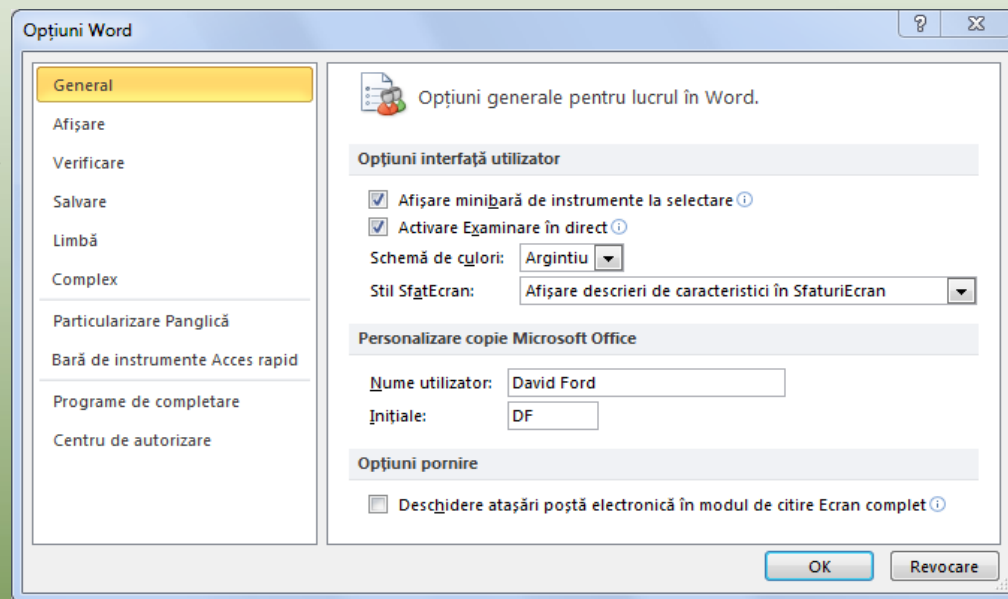 Opțiuni Word
General
Afișare
Verificare
Salvare
Limbă
Complex
Particularizare Panglică
Bară de instrumente Acces rapid
Programe de completare
Centru de autorizare
Opțiuni generale pentru lucrul în Word.
Opțiuni interfață utilizator
Afișare minibară de instrumente la selectare
Activare Examinare în direct
Schemă de culori: Argintiu
Stil SfatEcran: Afișare descrieri de caracteristici în SfaturiEcran
Personalizare copie Microsoft Office
Nume utilizator: David Ford
Inițiale: DF
Opțiuni pornire
Deschidere atașări poștă electronică în modul de citire Ecran complet
OK Revocare